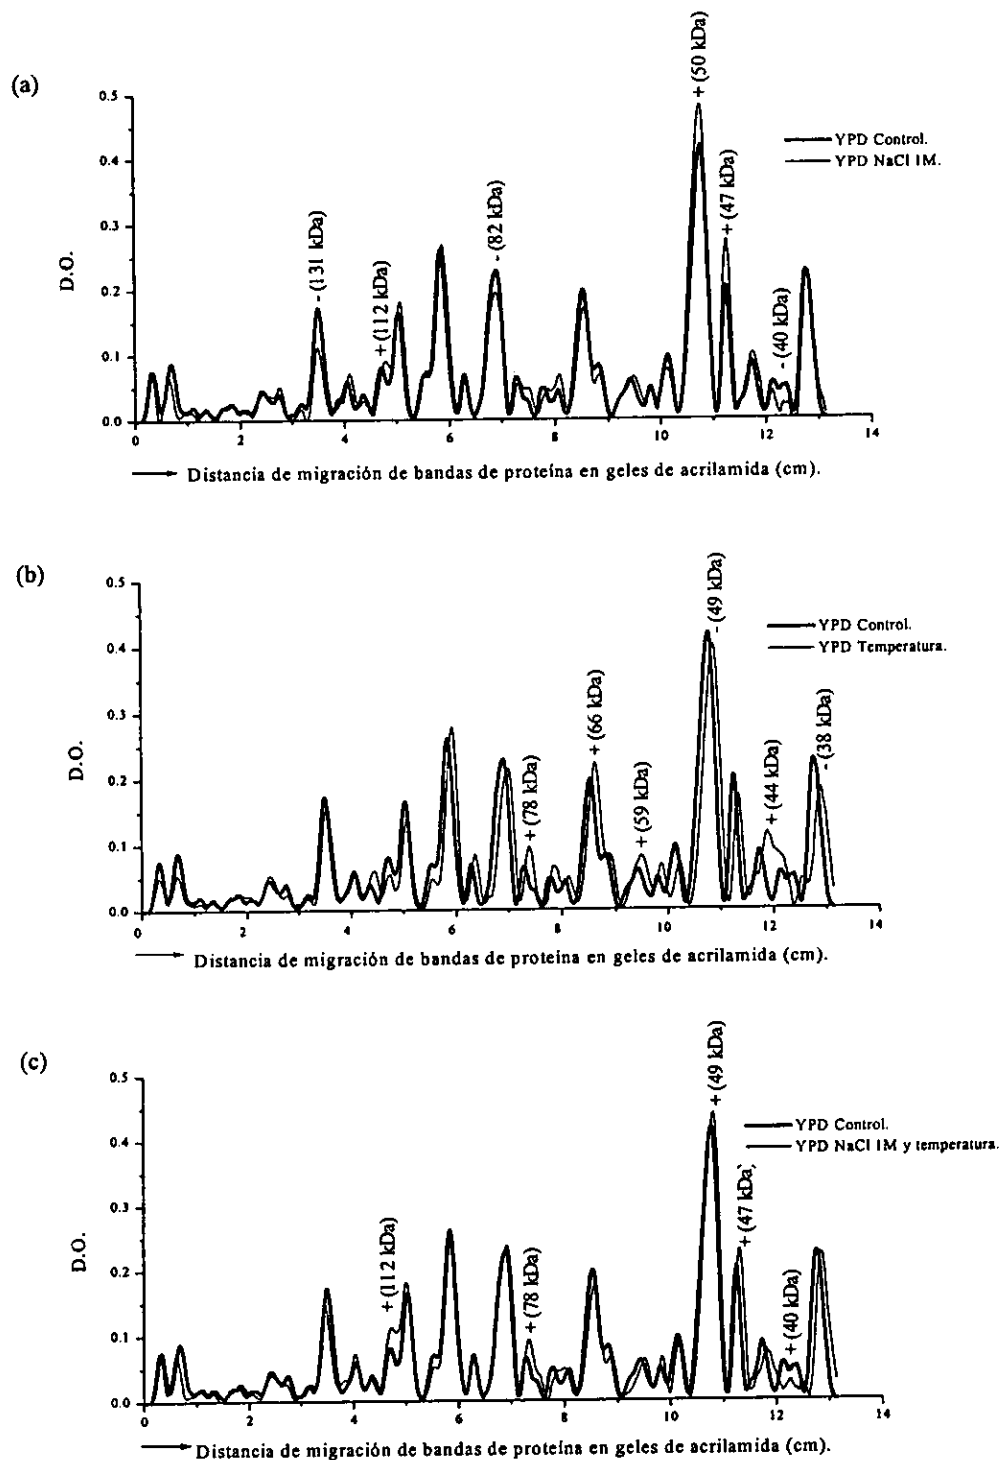 (a)
+ (50 kDa)
0.5
YPD Control.
YPD NaCl 1M.
0.4
+ (47 kDa)
- (82 kDa)
- (131 kDa)
0.3
D.O.
+ (112 kDa)
0.2
- (40 kDa)
0.1
0.0
0 2 4 6 8 10 12 14
Distancia de migración de bandas de proteína en geles de acrilamida (cm).
(b)
- (49 kDa)
0.5
YPD Control.
YPD Temperatura.
0.4
+ (66 kDa)
- (38 kDa)
0.3
D.O.
+ (78 kDa)
+ (59 kDa)
+ (44 kDa)
0.2
0.1
0.0
0 2 4 6 8 10 12 14
Distancia de migración de bandas de proteína en geles de acrilamida (cm).
(c)
+ (49 kDa)
0.5
YPD Control.
YPD NaCl 1M y temperatura.
0.4
+ (47 kDa)
0.3
D.O.
+ (112 kDa)
0.2
+ (78 kDa)
+ (40 kDa)
0.1
0.0
0 2 4 6 8 10 12 14
Distancia de migración de bandas de proteína en geles de acrilamida (cm).